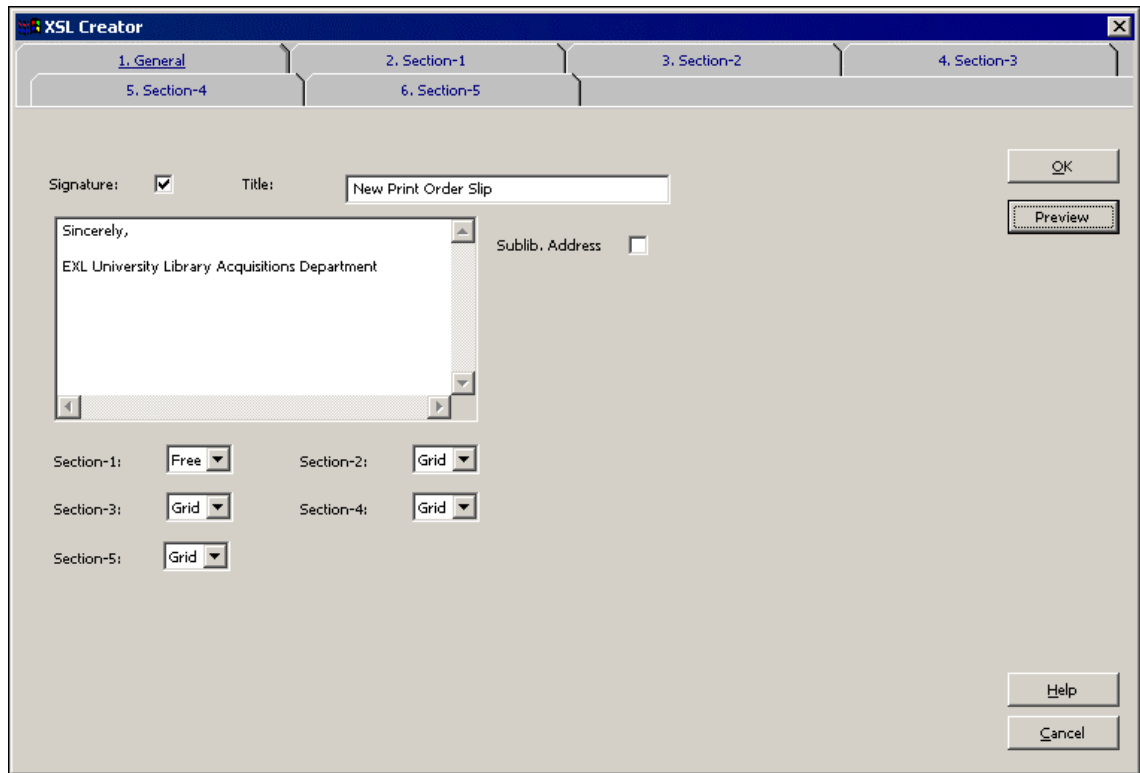 XSL Creator
1. General 2. Section-1 3. Section-2 4. Section-3
5. Section-4 6. Section-5
OK
Signature: Title: New Print Order Slip
Preview
Sincerely,
Sublib. Address
EXL University Library Acquisitions Department
Section-1: Free Section-2: Grid
Section-3: Grid Section-4: Grid
Section-5: Grid
Help
Cancel